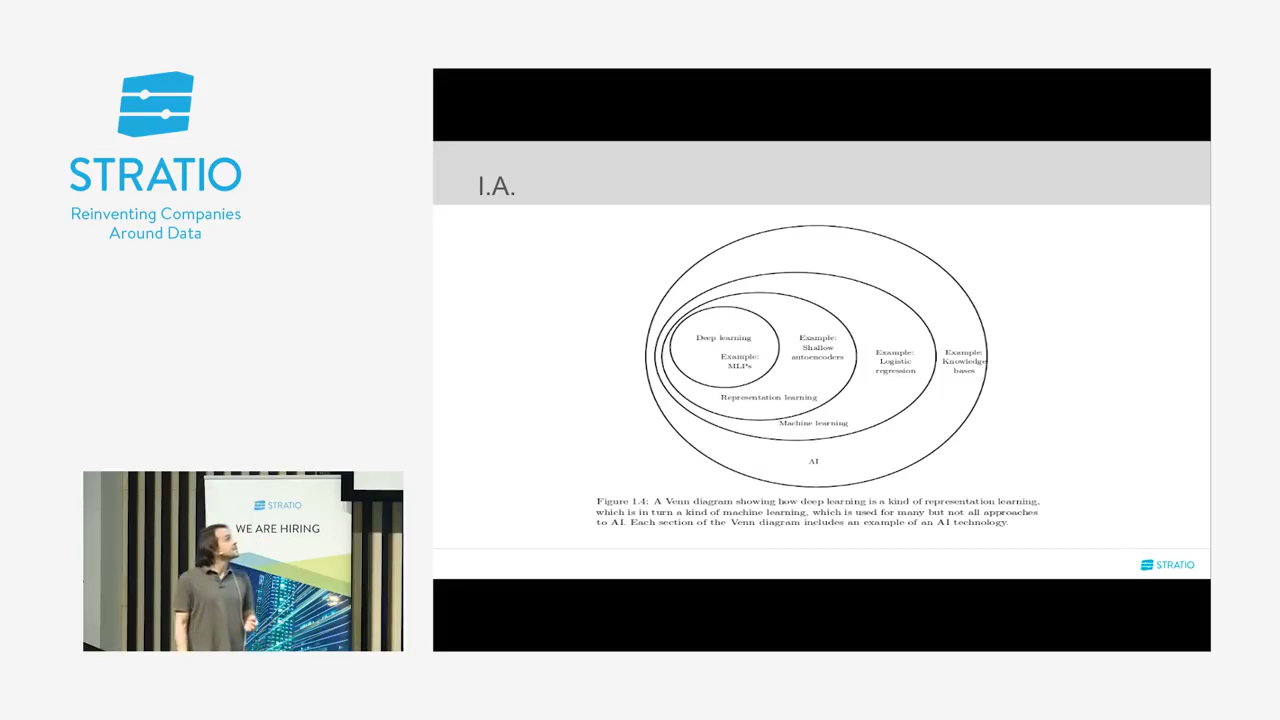 STRATIO
Reinventing Companies
Around Data
I.A.
Deep learning
Example:
MLPs
Example:
Shallow
autoencoders
Example:
Logistic
regression
Example:
Knowledge
bases
Representation learning
Machine learning
AI
Figure 1.4: A Venn diagram showing how deep learning is a kind of representation learning,
which is in turn a kind of machine learning, which is used for many but not all approaches
to AI. Each section of the Venn diagram includes an example of an AI technology.
STRATIO
STRATIO
WE ARE HIRING